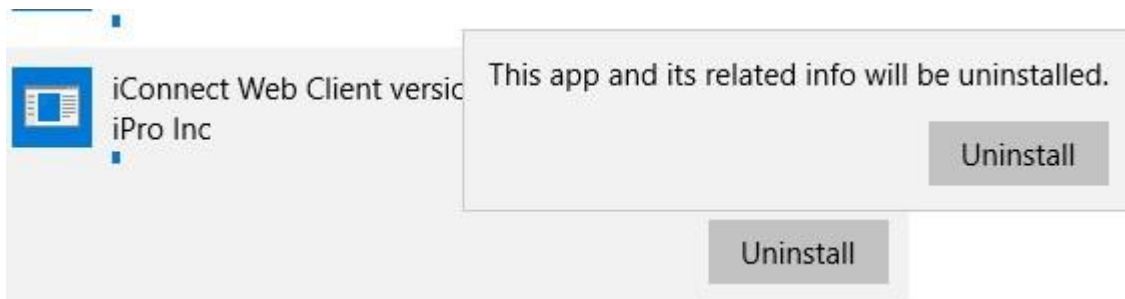 iConnect Web Client versic
iPro Inc
This app and its related info will be uninstalled.
Uninstall
Uninstall